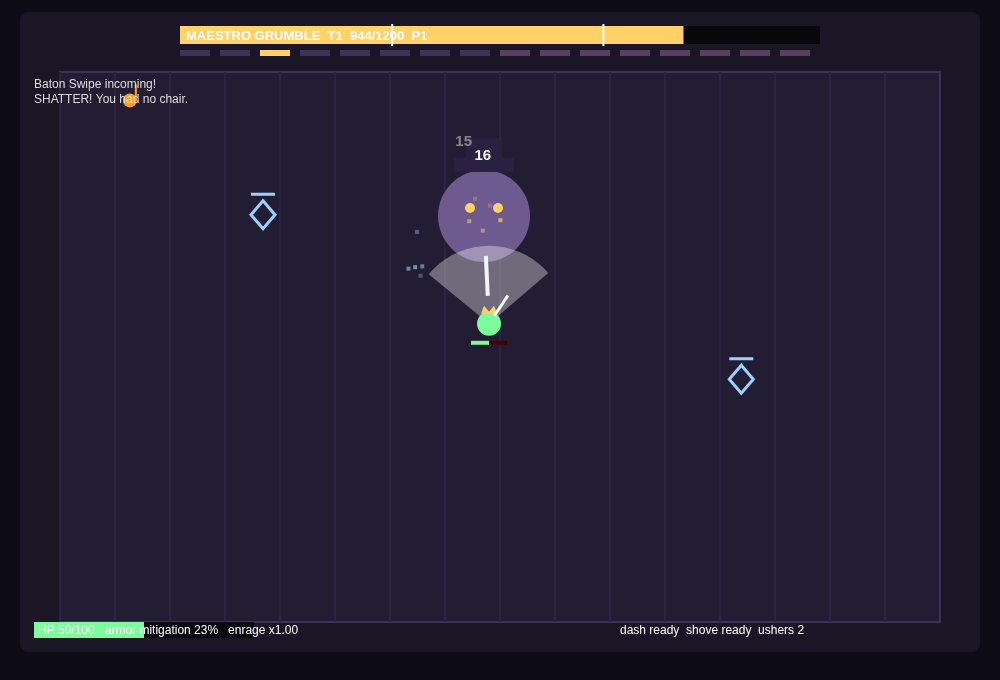 MAESTRO GRUMBLE T1 944/1200 P1
Baton Swipe incoming!
SHATTER! You had no chair.
15
16
HP 50/100 armor mitigation 23% enrage x1.00
dash ready shove ready ushers 2